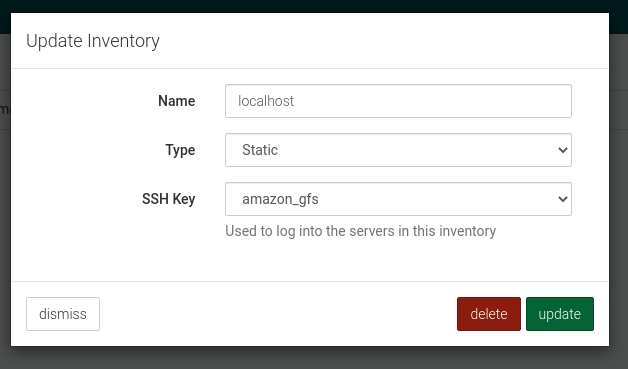 Update Inventory
Name
localhost
Type
Static
SSH Key
amazon_gfs
Used to log into the servers in this inventory
dismiss
delete
update